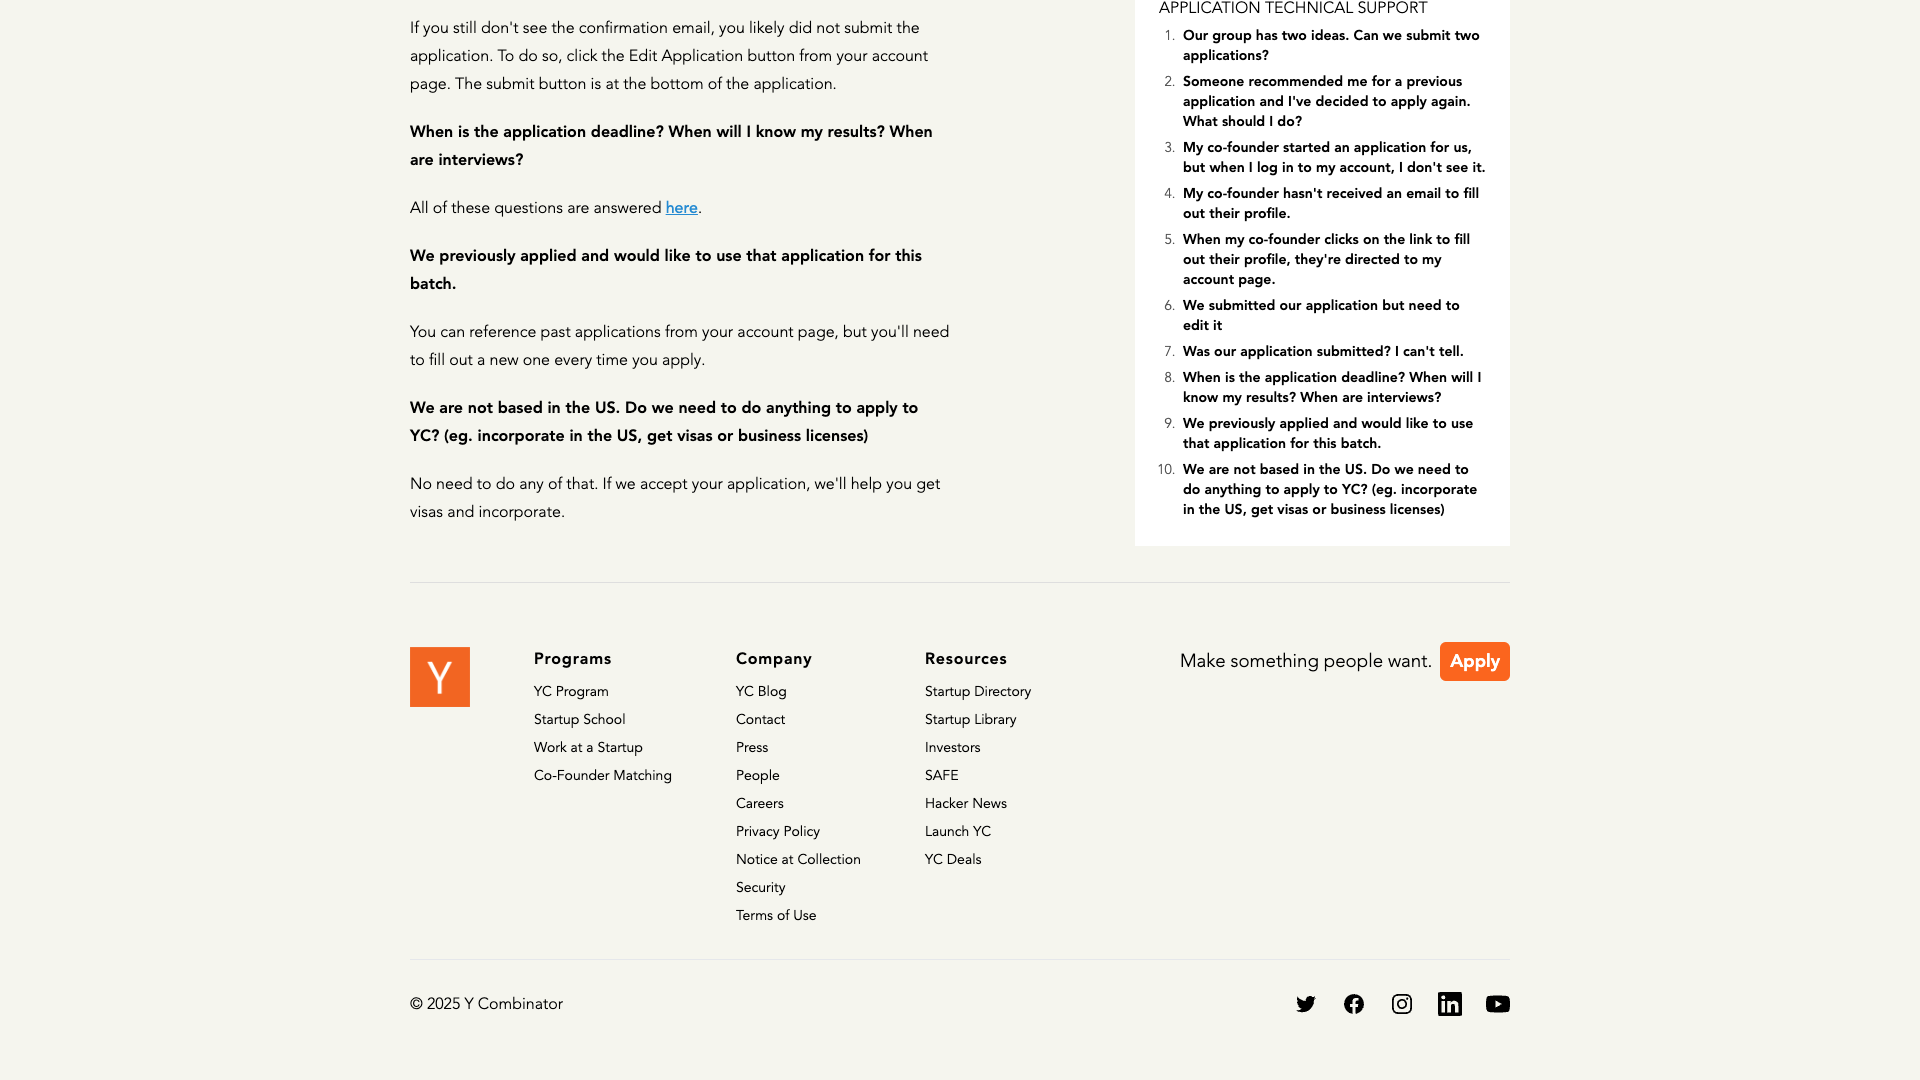 If you still don't see the confirmation email, you likely did not submit the
application. To do so, click the Edit Application button from your account
page. The submit button is at the bottom of the application.
When is the application deadline? When will I know my results? When
are interviews?
All of these questions are answered here.
We previously applied and would like to use that application for this
batch.
You can reference past applications from your account page, but you'll need
to fill out a new one every time you apply.
We are not based in the US. Do we need to do anything to apply to
YC? (eg. incorporate in the US, get visas or business licenses)
No need to do any of that. If we accept your application, we'll help you get
visas and incorporate.
APPLICATION TECHNICAL SUPPORT
1. Our group has two ideas. Can we submit two
applications?
2. Someone recommended me for a previous
application and I've decided to apply again.
What should I do?
3. My co-founder started an application for us,
but when I log in to my account, I don't see it.
4. My co-founder hasn't received an email to fill
out their profile.
5. When my co-founder clicks on the link to fill
out their profile, they're directed to my
account page.
6. We submitted our application but need to
edit it
7. Was our application submitted? I can't tell.
8. When is the application deadline? When will I
know my results? When are interviews?
9. We previously applied and would like to use
that application for this batch.
10. We are not based in the US. Do we need to
do anything to apply to YC? (eg. incorporate
in the US, get visas or business licenses)
Y
Programs
YC Program
Startup School
Work at a Startup
Co-Founder Matching
Company
YC Blog
Contact
Press
People
Careers
Privacy Policy
Notice at Collection
Security
Terms of Use
Resources
Startup Directory
Startup Library
Investors
SAFE
Hacker News
Launch YC
YC Deals
Make something people want. Apply
© 2025 Y Combinator
in